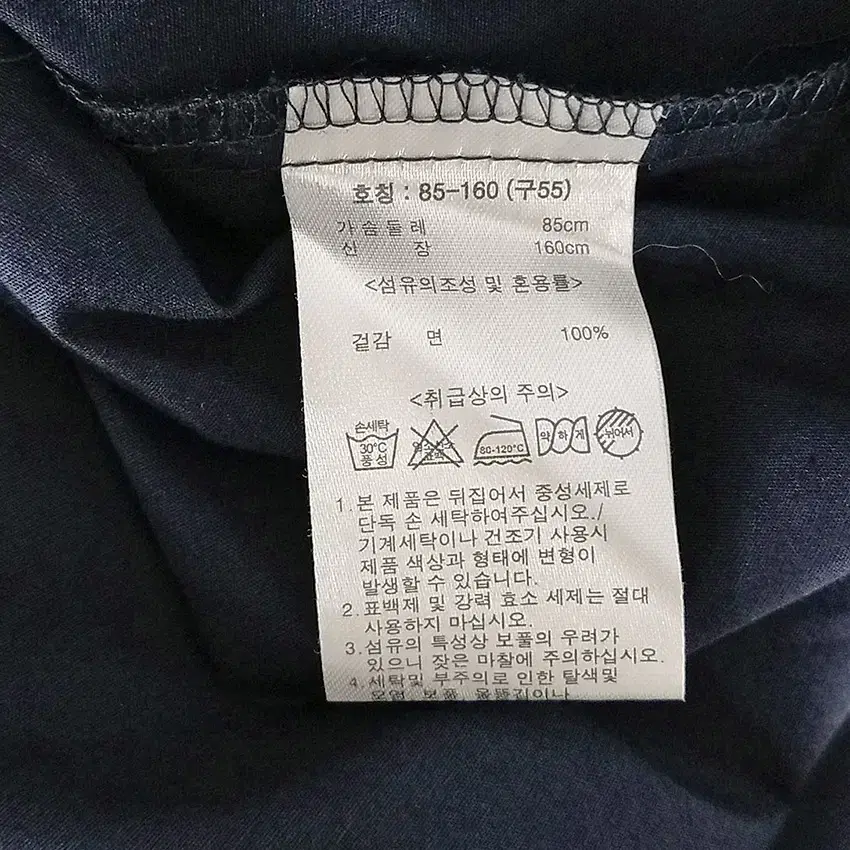 호칭 : 85-160 (구55)
가슴둘레 85cm
신장 160cm
<섬유의조성 및 혼용률>
겉감 면 100%
<취급상의 주의>
손세탁 30°C 중성
염소 표백
80-120°C
약하게
뉘어서
1. 본 제품은 뒤집어서 중성세제로
단독 손 세탁하여주십시오./
기계세탁이나 건조기 사용시
제품 색상과 형태에 변형이
발생할 수 있습니다.
2. 표백제 및 강력 효소 세제는 절대
사용하지 마십시오.
3. 섬유의 특성상 보풀의 우려가
있으니 잦은 마찰에 주의하십시오.
4. 세탁및 부주의로 인한 탈색및